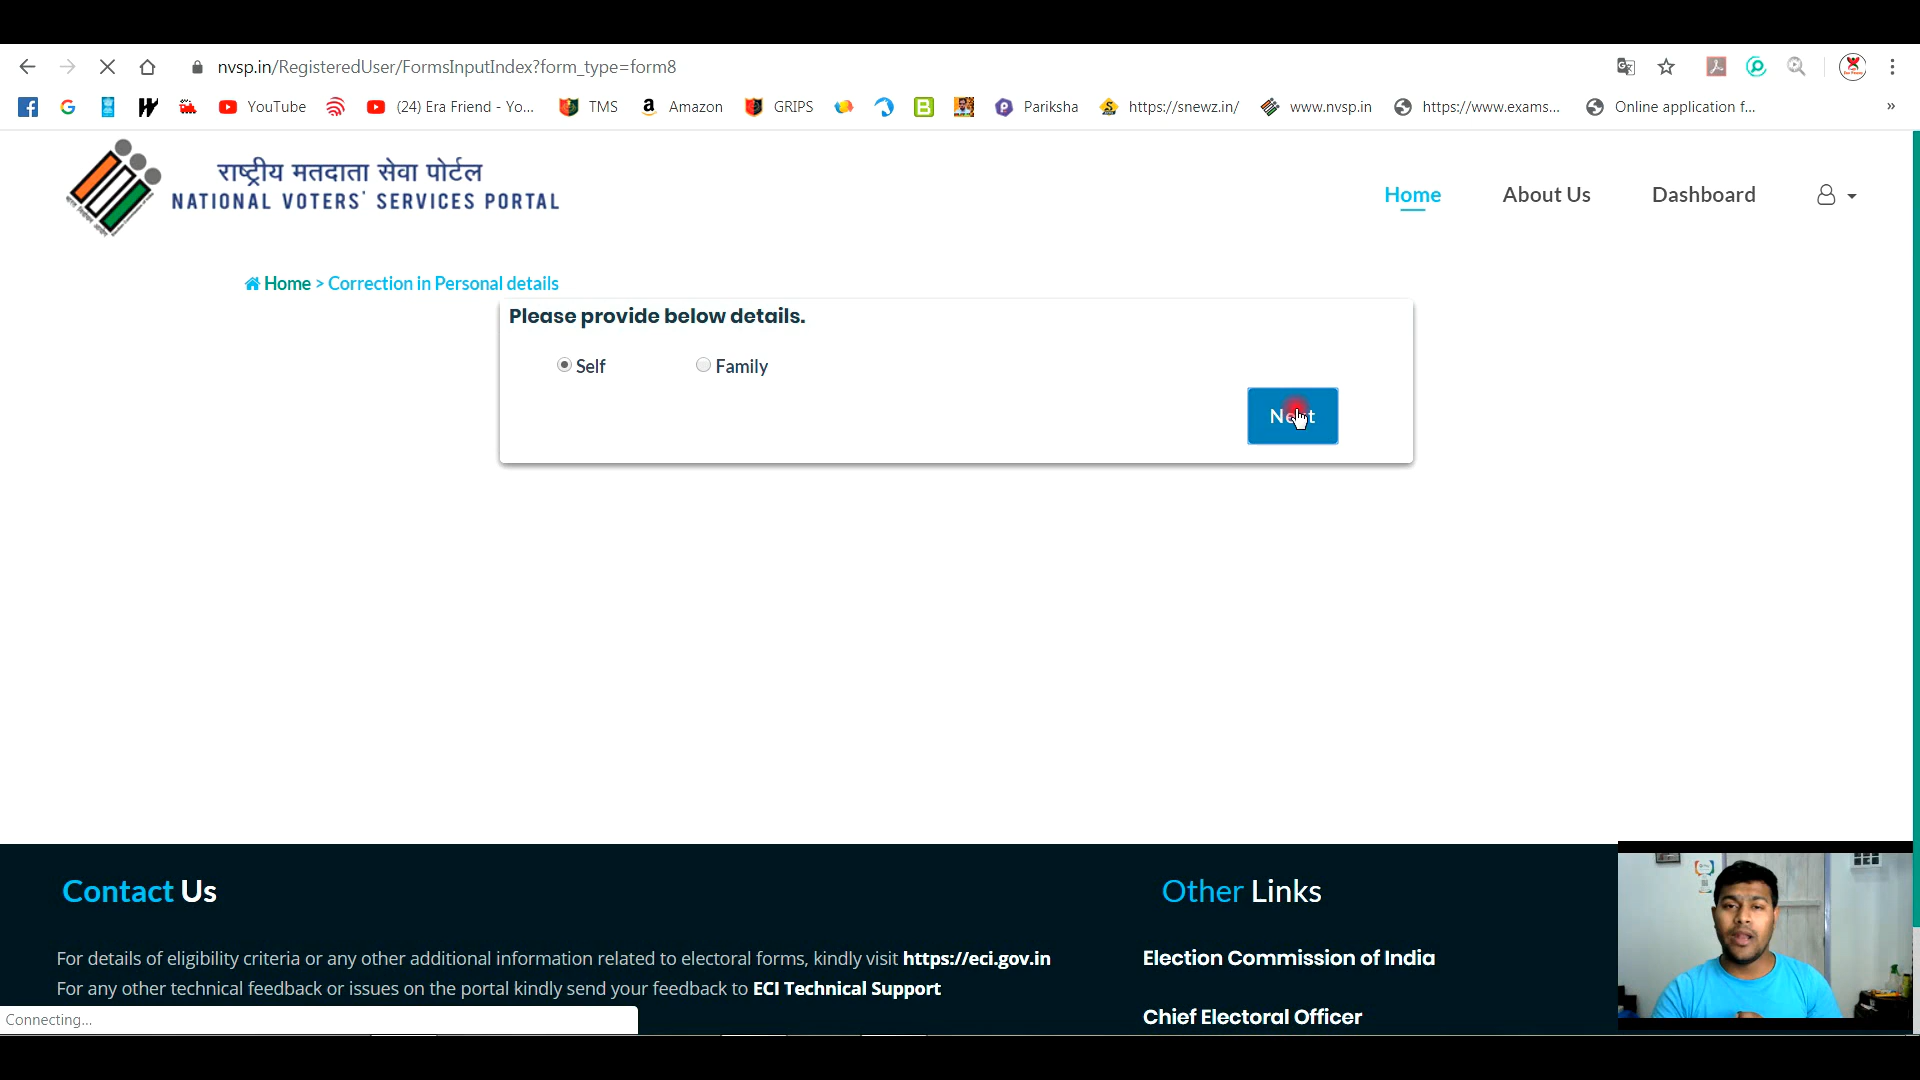 nvsp.in/RegisteredUser/FormsInputIndex?form_type=form8
YouTube (24) Era Friend - Yo... TMS Amazon GRIPS Pariksha https://snewz.in/ www.nvsp.in https://www.exams... Online application f... »
राष्ट्रीय मतदाता सेवा पोर्टल
NATIONAL VOTERS' SERVICES PORTAL
Home About Us Dashboard
Home > Correction in Personal details
Please provide below details.
Self Family
Next
Contact Us
Other Links
For details of eligibility criteria or any other additional information related to electoral forms, kindly visit https://eci.gov.in
Election Commission of India
For any other technical feedback or issues on the portal kindly send your feedback to ECI Technical Support
Chief Electoral Officer
Connecting...